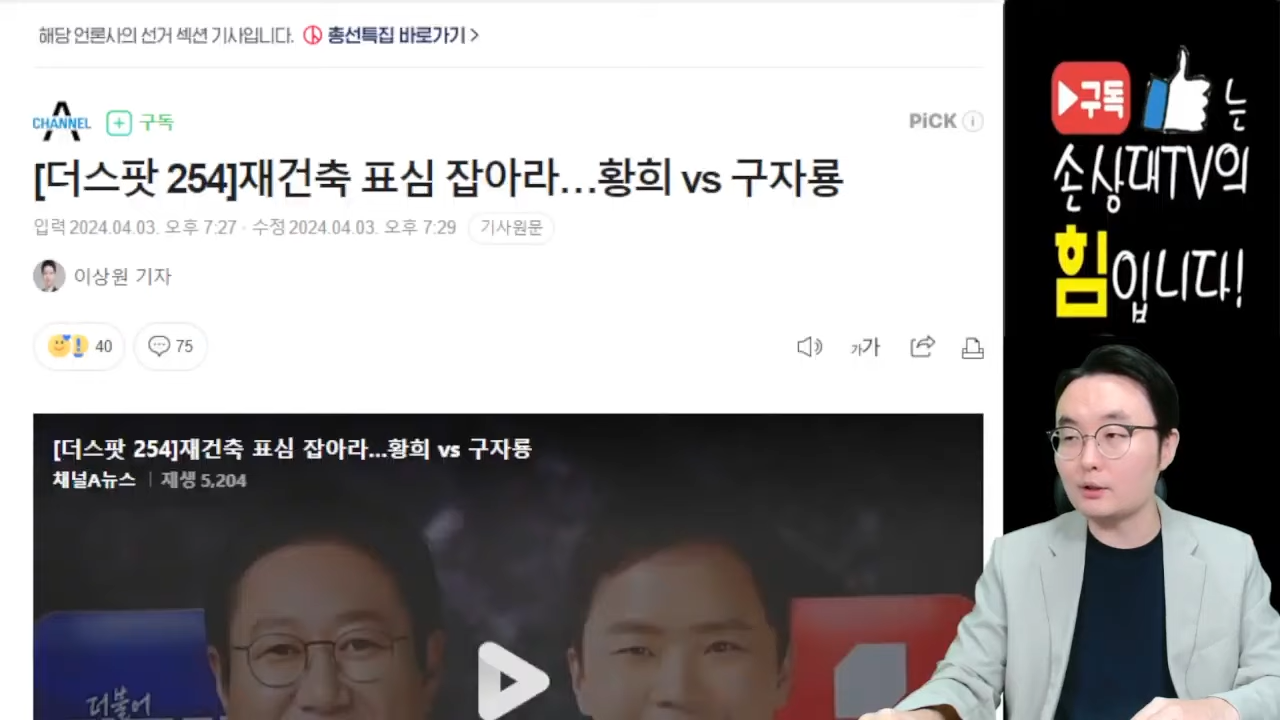 해당 언론사의 선거 섹션 기사입니다. 총선특집 바로가기 >
CHANNEL A
구독
PiCK
[더스팟 254]재건축 표심 잡아라…황희 vs 구자룡
입력 2024.04.03. 오후 7:27 · 수정 2024.04.03. 오후 7:29 기사원문
이상원 기자
40
75
가가
[더스팟 254]재건축 표심 잡아라...황희 vs 구자룡
채널A뉴스 | 재생 5,204
더불어
구독
는
손상대TV의
힘입니다!